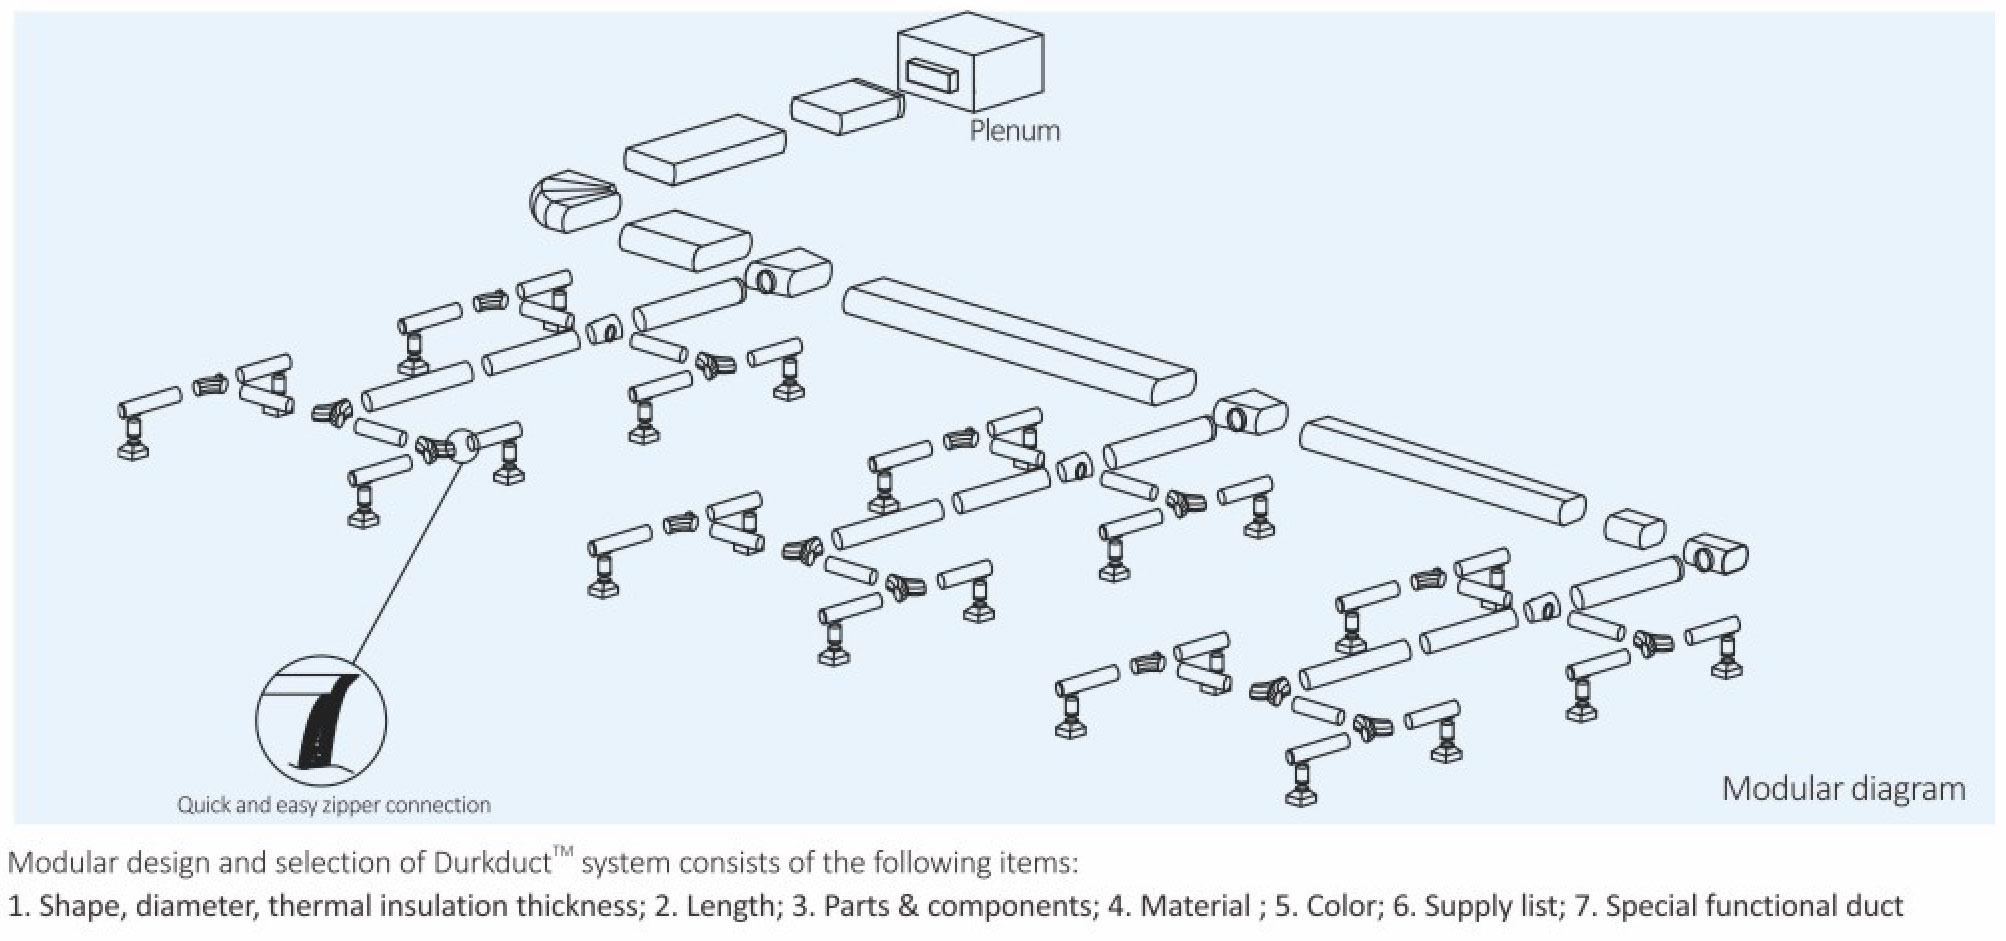 Plenum
Quick and easy zipper connection
Modular diagram
Modular design and selection of Durkduct™ system consists of the following items:
1. Shape, diameter, thermal insulation thickness; 2. Length; 3. Parts & components; 4. Material ; 5. Color; 6. Supply list; 7. Special functional duct